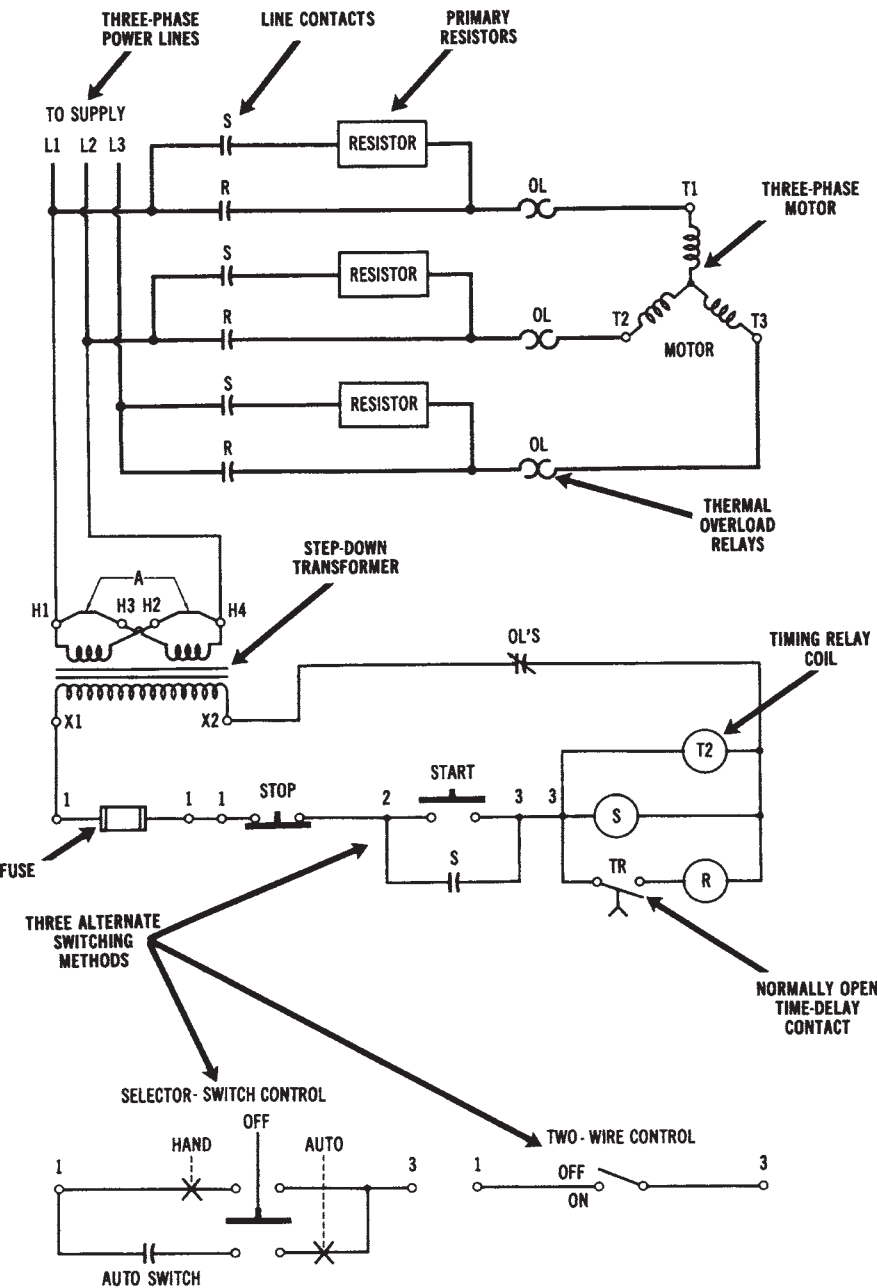 THREE-PHASE
POWER LINES
LINE CONTACTS
PRIMARY
RESISTORS
TO SUPPLY
L1 L2 L3
S
RESISTOR
R
OL
T1
THREE-PHASE
MOTOR
S
RESISTOR
R
OL
T2
T3
MOTOR
S
RESISTOR
R
OL
THERMAL
OVERLOAD
RELAYS
STEP-DOWN
TRANSFORMER
A
H1 H3 H2 H4
OL'S
TIMING RELAY
COIL
X1 X2
T2
START
STOP
1 1 1 2 3 3
S
FUSE
S
TR
R
THREE ALTERNATE
SWITCHING
METHODS
NORMALLY OPEN
TIME-DELAY
CONTACT
SELECTOR-SWITCH CONTROL
OFF
HAND AUTO
1 3
AUTO SWITCH
TWO-WIRE CONTROL
1 OFF 3
ON